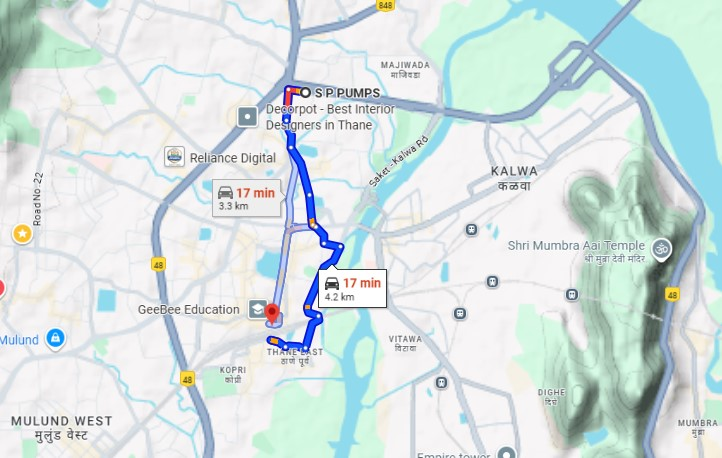 848
MAJIWADA
माजिवडा
S P PUMPS
Decorpot - Best Interior
Designers in Thane
Reliance Digital
Saket - Kalwa Rd
KALWA
कळवा
Road No. 22
17 min
3.3 km
Shri Mumbra Aai Temple
श्री मुंब्रा देवी मंदिर
48
17 min
4.2 km
48
GeeBee Education
Mulund
THANE EAST
ठाणे पूर्व
VITAWA
विटावा
KOPRI
कोप्री
48
DIGHE
दिघे
MULUND WEST
मुलुंड वेस्ट
MUMBRA
मुंब्रा
Empire tower